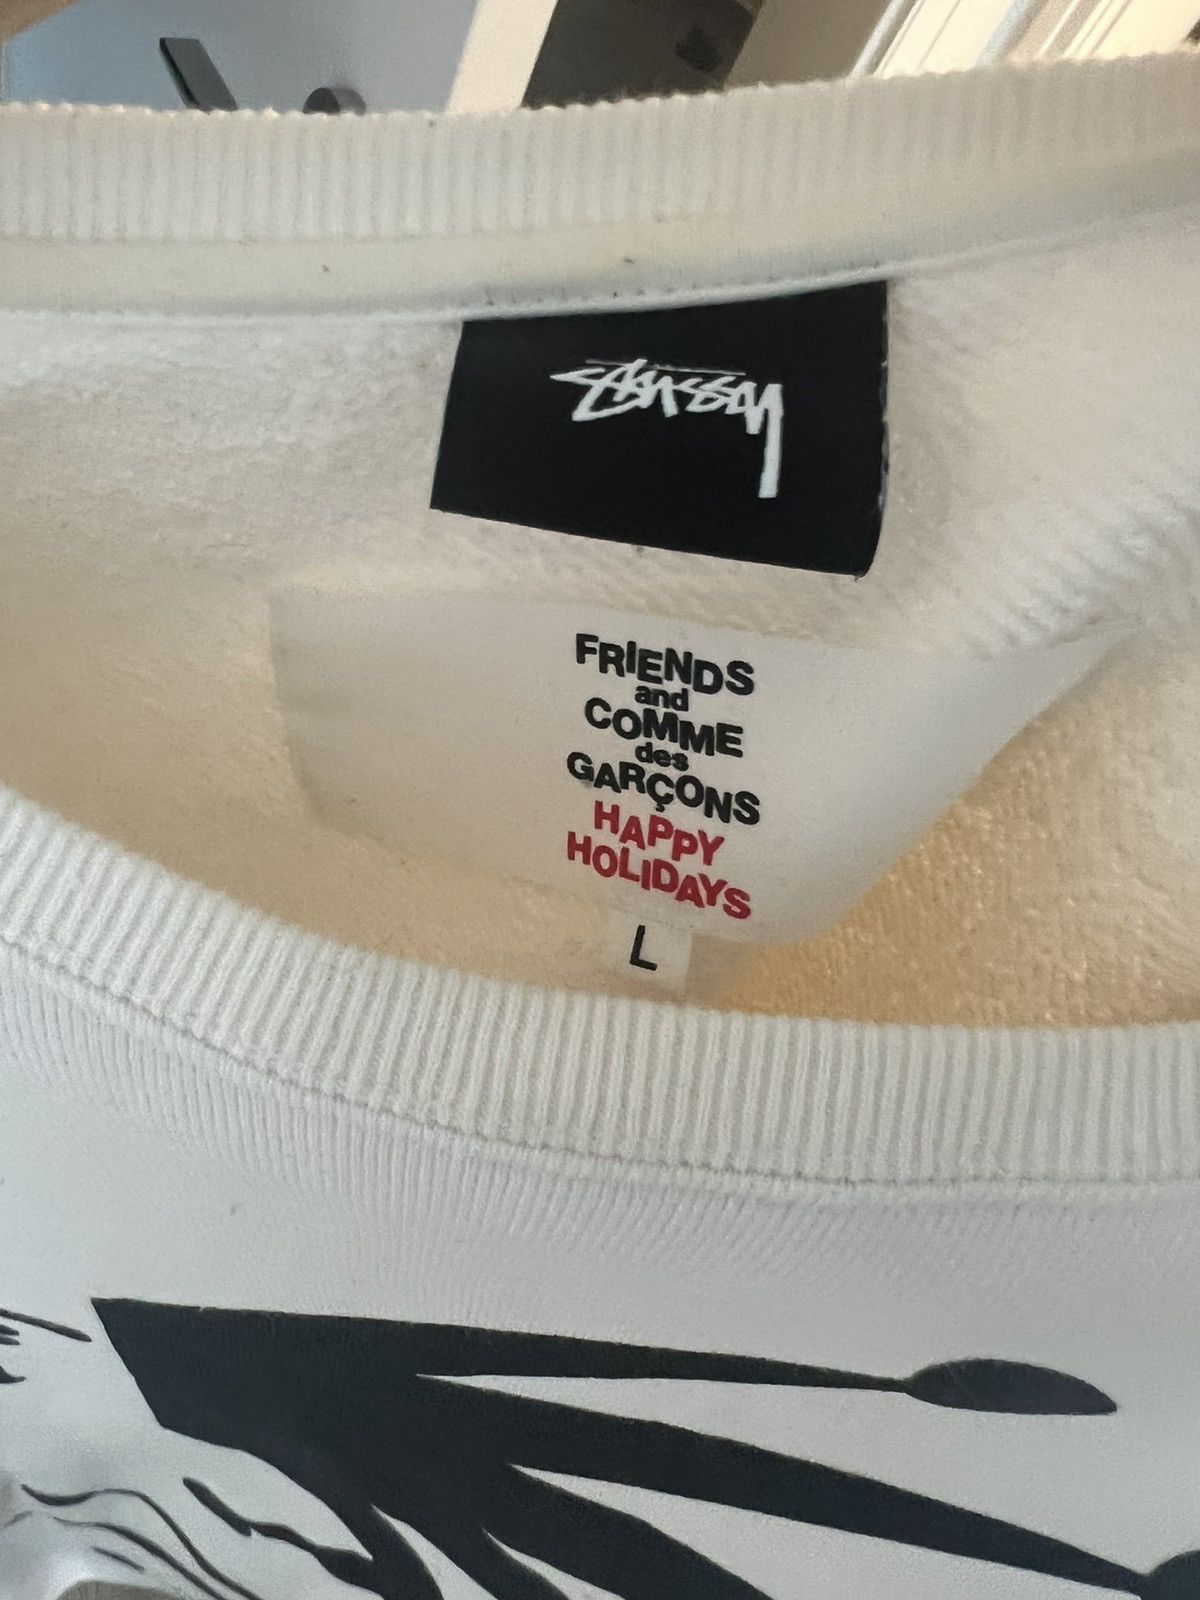 Stüssy
FRIENDS
and
COMME
des
GARÇONS
HAPPY
HOLIDAYS
L